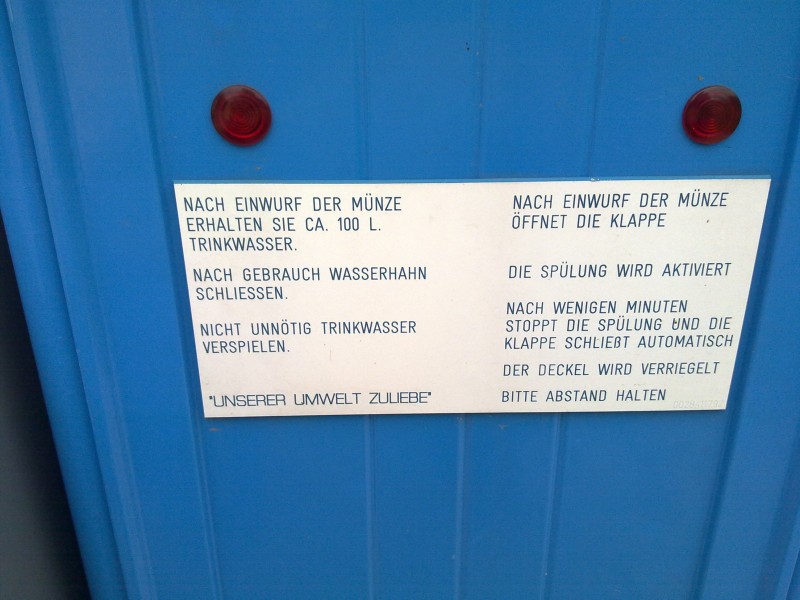 NACH EINWURF DER MÜNZE
ERHALTEN SIE CA. 100 L.
TRINKWASSER.
NACH GEBRAUCH WASSERHAHN
SCHLIESSEN.
NICHT UNNÖTIG TRINKWASSER
VERSPIELEN.
"UNSERER UMWELT ZULIEBE"
NACH EINWURF DER MÜNZE
ÖFFNET DIE KLAPPE
DIE SPÜLUNG WIRD AKTIVIERT
NACH WENIGEN MINUTEN
STOPPT DIE SPÜLUNG UND DIE
KLAPPE SCHLIEßT AUTOMATISCH
DER DECKEL WIRD VERRIEGELT
BITTE ABSTAND HALTEN